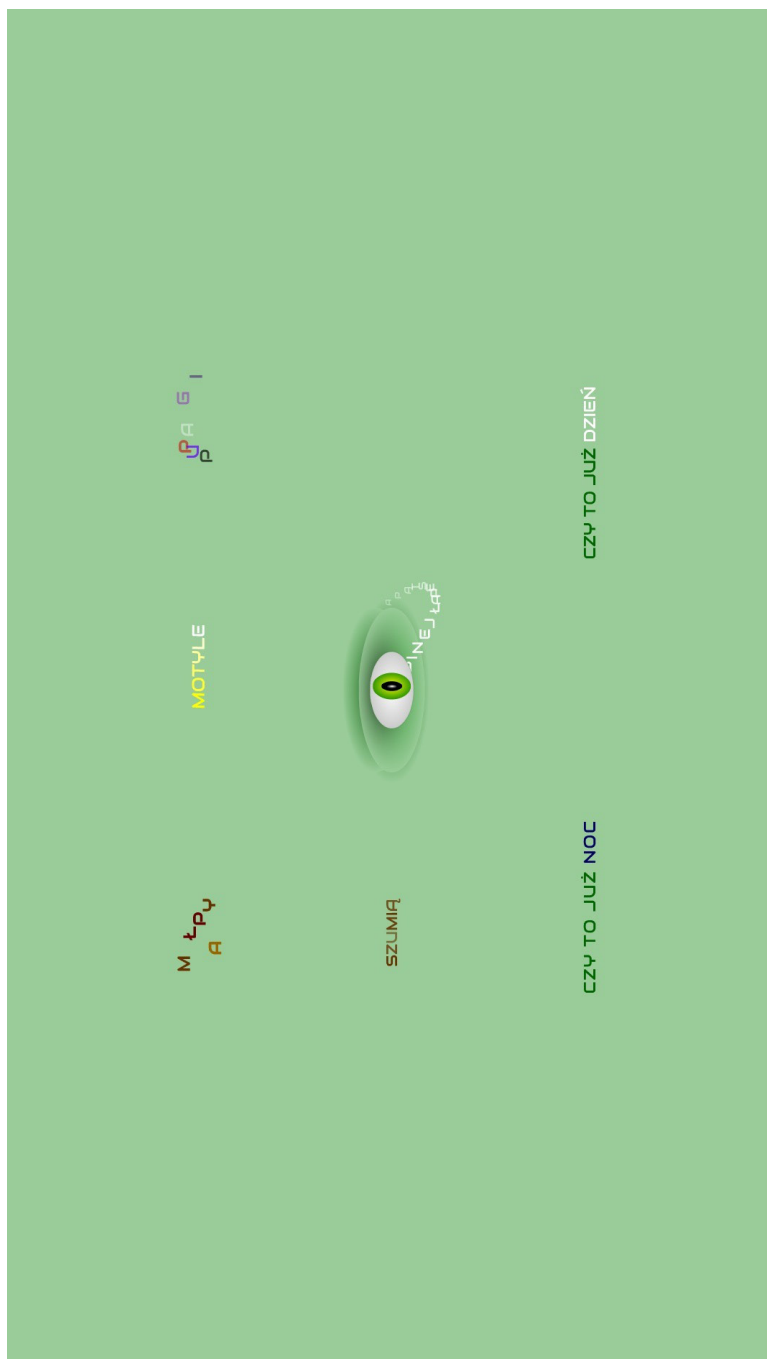 MAŁPY
MOTYLE
PAPUGI
SZUMIĄ
CZY TO JUŻ NOC
CZY TO JUŻ DZIEŃ